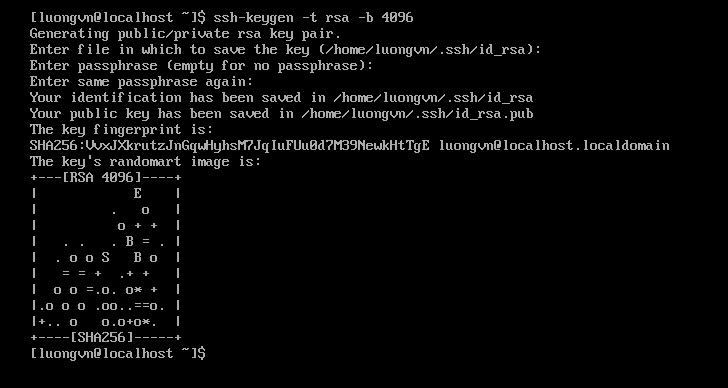 [luongvn@localhost ~]$ ssh-keygen -t rsa -b 4096
Generating public/private rsa key pair.
Enter file in which to save the key (/home/luongvn/.ssh/id_rsa):
Enter passphrase (empty for no passphrase):
Enter same passphrase again:
Your identification has been saved in /home/luongvn/.ssh/id_rsa
Your public key has been saved in /home/luongvn/.ssh/id_rsa.pub
The key fingerprint is:
SHA256:VvxJXkrutzJnGqwHyhsM7JqIuFUu0d7M39NewkHtTgE luongvn@localhost.localdomain
The key's randomart image is:
+---[RSA 4096]----+
|            E    |
|         .   o   |
|          o + +  |
|   . .   . B = . |
|  . o o S   B o  |
|   = = +  .+ +   |
|  o o =.o. o* +  |
|.o o o .oo..==o. |
|+.. o   o.o+o*.  |
+----[SHA256]-----+
[luongvn@localhost ~]$